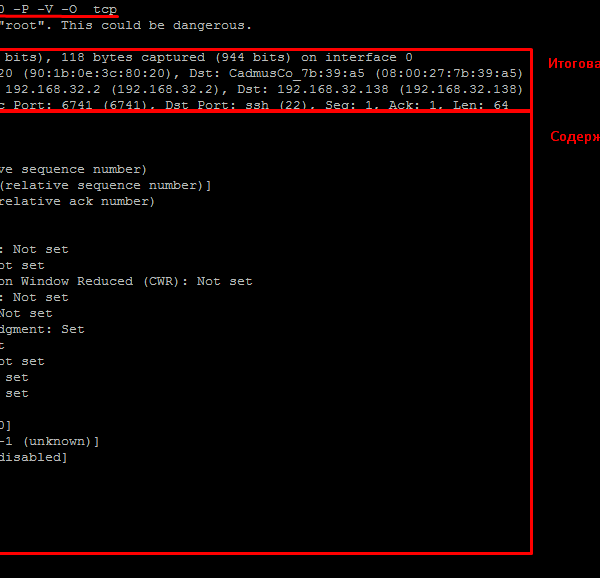 0 -P -V -O tcp
"root". This could be dangerous.
bits), 118 bytes captured (944 bits) on interface 0
20 (90:1b:0e:3c:80:20), Dst: CadmusCo_7b:39:a5 (08:00:27:7b:39:a5)
Итогова
192.168.32.2 (192.168.32.2), Dst: 192.168.32.138 (192.168.32.138)
c Port: 6741 (6741), Dst Port: ssh (22), Seq: 1, Ack: 1, Len: 64
Содерж
ve sequence number)
(relative sequence number)]
relative ack number)
: Not set
ot set
on Window Reduced (CWR): Not set
: Not set
Not set
dgment: Set
t
ot set
set
set
0]
-1 (unknown)]
disabled]